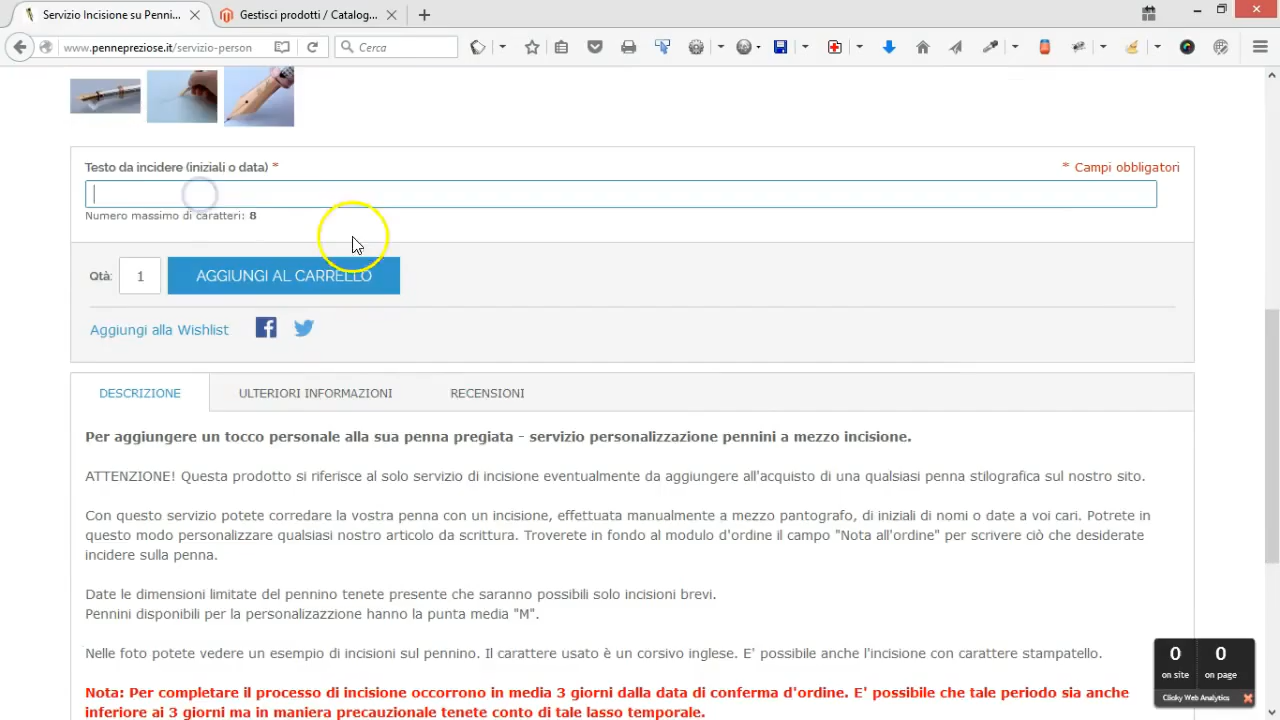 Servizio Incisione su Penni...
Gestisci prodotti / Catalog...
www.pennepreziose.it/servizio-person
Cerca
Testo da incidere (iniziali o data) *
* Campi obbligatori
Numero massimo di caratteri: 8
Qtà: 1 AGGIUNGI AL CARRELLO
Aggiungi alla Wishlist
DESCRIZIONE ULTERIORI INFORMAZIONI RECENSIONI
Per aggiungere un tocco personale alla sua penna pregiata - servizio personalizzazione pennini a mezzo incisione.
ATTENZIONE! Questa prodotto si riferisce al solo servizio di incisione eventualmente da aggiungere all'acquisto di una qualsiasi penna stilografica sul nostro sito.
Con questo servizio potete corredare la vostra penna con un incisione, effettuata manualmente a mezzo pantografo, di iniziali di nomi o date a voi cari. Potrete in
questo modo personalizzare qualsiasi nostro articolo da scrittura. Troverete in fondo al modulo d'ordine il campo "Nota all'ordine" per scrivere ciò che desiderate
incidere sulla penna.
Date le dimensioni limitate del pennino tenete presente che saranno possibili solo incisioni brevi.
Pennini disponibili per la personalizazzione hanno la punta media "M".
Nelle foto potete vedere un esempio di incisioni sul pennino. Il carattere usato è un corsivo inglese. E' possibile anche l'incisione con carattere stampatello.
Nota: Per completare il processo di incisione occorrono in media 3 giorni dalla data di conferma d'ordine. E' possibile che tale periodo sia anche
inferiore ai 3 giorni ma in maniera precauzionale tenete conto di tale lasso temporale.
0 0
on site on page
Clicky Web Analytics